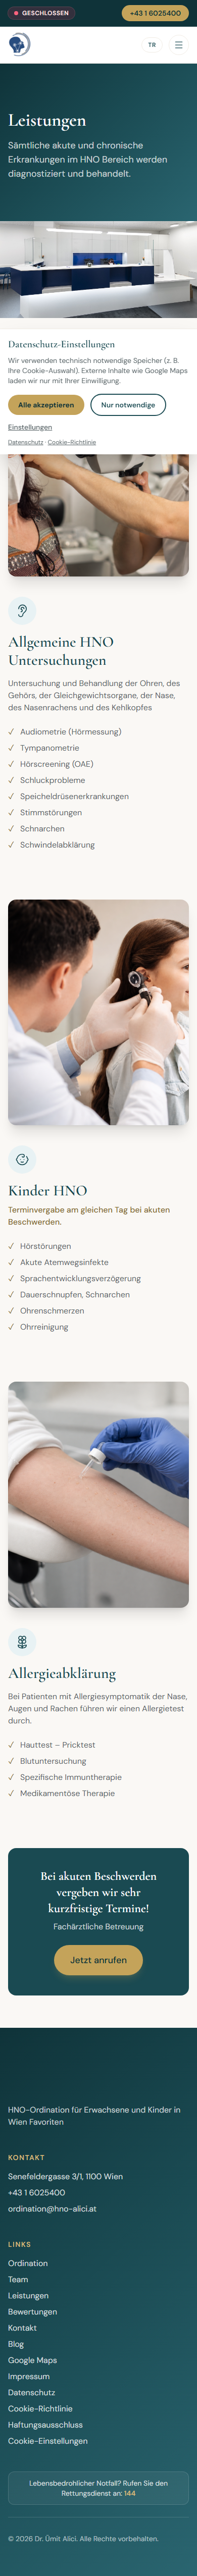 GESCHLOSSEN
+43 1 6025400
TR
Leistungen
Sämtliche akute und chronische
Erkrankungen im HNO Bereich werden
diagnostiziert und behandelt.
Datenschutz-Einstellungen
Wir verwenden technisch notwendige Speicher (z. B.
Ihre Cookie-Auswahl). Externe Inhalte wie Google Maps
laden wir nur mit Ihrer Einwilligung.
Alle akzeptieren
Nur notwendige
Einstellungen
Datenschutz · Cookie-Richtlinie
Allgemeine HNO
Untersuchungen
Untersuchung und Behandlung der Ohren, des
Gehörs, der Gleichgewichtsorgane, der Nase,
des Nasenrachens und des Kehlkopfes
✓ Audiometrie (Hörmessung)
✓ Tympanometrie
✓ Hörscreening (OAE)
✓ Schluckprobleme
✓ Speicheldrüsenerkrankungen
✓ Stimmstörungen
✓ Schnarchen
✓ Schwindelabklärung
Kinder HNO
Terminvergabe am gleichen Tag bei akuten
Beschwerden.
✓ Hörstörungen
✓ Akute Atemwegsinfekte
✓ Sprachentwicklungsverzögerung
✓ Dauerschnupfen, Schnarchen
✓ Ohrenschmerzen
✓ Ohrreinigung
Allergieabklärung
Bei Patienten mit Allergiesymptomatik der Nase,
Augen und Rachen führen wir einen Allergietest
durch.
✓ Hauttest – Pricktest
✓ Blutuntersuchung
✓ Spezifische Immuntherapie
✓ Medikamentöse Therapie
Bei akuten Beschwerden
vergeben wir sehr
kurzfristige Termine!
Fachärztliche Betreuung
Jetzt anrufen
HNO-Ordination für Erwachsene und Kinder in
Wien Favoriten
KONTAKT
Senefeldergasse 3/1, 1100 Wien
+43 1 6025400
ordination@hno-alici.at
LINKS
Ordination
Team
Leistungen
Bewertungen
Kontakt
Blog
Google Maps
Impressum
Datenschutz
Cookie-Richtlinie
Haftungsausschluss
Cookie-Einstellungen
Lebensbedrohlicher Notfall? Rufen Sie den
Rettungsdienst an: 144
© 2026 Dr. Ümit Alici. Alle Rechte vorbehalten.